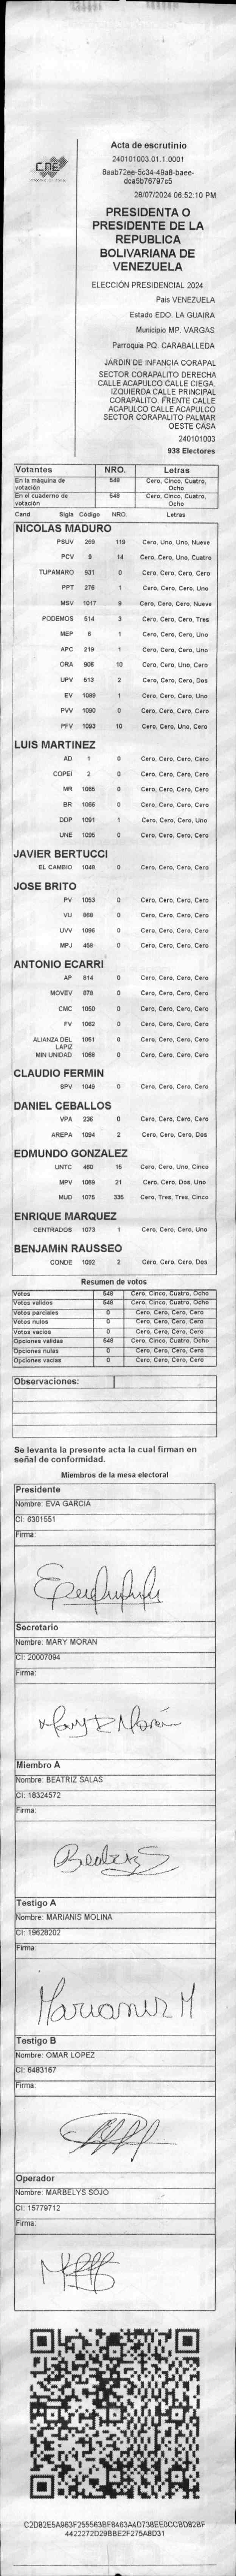 CNE
Acta de escrutinio
240101003.01.1.0001
8aab72ee-5c34-49a8-baee-
dca5b76797c5
28/07/2024 06:52:10 PM
PRESIDENTA O
PRESIDENTE DE LA
REPUBLICA
BOLIVARIANA DE
VENEZUELA
ELECCIÓN PRESIDENCIAL 2024
Pais VENEZUELA
Estado EDO. LA GUAIRA
Municipio MP. VARGAS
Parroquia PQ. CARABALLEDA
JARDIN DE INFANCIA CORAPAL
SECTOR CORAPALITO DERECHA
CALLE ACAPULCO CALLE CIEGA.
IZQUIERDA CALLE PRINCIPAL
CORAPALITO. FRENTE CALLE
ACAPULCO CALLE ACAPULCO
SECTOR CORAPALITO PALMAR
OESTE CASA
240101003
938 Electores
Votantes NRO. Letras
En la máquina de votación 548 Cero, Cinco, Cuatro, Ocho
En el cuaderno de votación 548 Cero, Cinco, Cuatro, Ocho
Cand. Sigla Código NRO. Letras
NICOLAS MADURO
PSUV 269 119 Cero, Uno, Uno, Nueve
PCV 9 14 Cero, Cero, Uno, Cuatro
TUPAMARO 931 0 Cero, Cero, Cero, Cero
PPT 276 1 Cero, Cero, Cero, Uno
MSV 1017 9 Cero, Cero, Cero, Nueve
PODEMOS 514 3 Cero, Cero, Cero, Tres
MEP 6 1 Cero, Cero, Cero, Uno
APC 219 1 Cero, Cero, Cero, Uno
ORA 906 10 Cero, Cero, Uno, Cero
UPV 613 2 Cero, Cero, Cero, Dos
EV 1089 1 Cero, Cero, Cero, Uno
PVV 1090 0 Cero, Cero, Cero, Cero
PFV 1093 10 Cero, Cero, Uno, Cero
LUIS MARTINEZ
AD 1 0 Cero, Cero, Cero, Cero
COPEI 2 0 Cero, Cero, Cero, Cero
MR 1065 0 Cero, Cero, Cero, Cero
BR 1066 0 Cero, Cero, Cero, Cero
DDP 1091 1 Cero, Cero, Cero, Uno
UNE 1095 0 Cero, Cero, Cero, Cero
JAVIER BERTUCCI
EL CAMBIO 1046 0 Cero, Cero, Cero, Cero
JOSE BRITO
PV 1053 0 Cero, Cero, Cero, Cero
VU 0 Cero, Cero, Cero, Cero
UVV 1096 0 Cero, Cero, Cero, Cero
MPJ 458 0 Cero, Cero, Cero, Cero
ANTONIO ECARRI
AP 814 0 Cero, Cero, Cero, Cero
MOVEV 978 0 Cero, Cero, Cero, Cero
CMC 1050 0 Cero, Cero, Cero, Cero
FV 1062 0 Cero, Cero, Cero, Cero
ALIANZA DEL LAPIZ 1051 0 Cero, Cero, Cero, Cero
MIN UNIDAD 1068 0 Cero, Cero, Cero, Cero
CLAUDIO FERMIN
SPV 1049 0 Cero, Cero, Cero, Cero
DANIEL CEBALLOS
VPA 236 0 Cero, Cero, Cero, Cero
AREPA 1094 2 Cero, Cero, Cero, Dos
EDMUNDO GONZALEZ
UNTC 460 15 Cero, Cero, Uno, Cinco
MPV 1069 21 Cero, Cero, Dos, Uno
MUD 1075 335 Cero, Tres, Tres, Cinco
ENRIQUE MARQUEZ
CENTRADOS 1073 1 Cero, Cero, Cero, Uno
BENJAMIN RAUSSEO
CONDE 1092 2 Cero, Cero, Cero, Dos
Resumen de votos
Votos 548 Cero, Cinco, Cuatro, Ocho
Votos validos 548 Cero, Cinco, Cuatro, Ocho
Votos parciales 0 Cero, Cero, Cero, Cero
Votos nulos 0 Cero, Cero, Cero, Cero
Votos vacios 0 Cero, Cero, Cero, Cero
Opciones validas 548 Cero, Cinco, Cuatro, Ocho
Opciones nulas 0 Cero, Cero, Cero, Cero
Opciones vacias 0 Cero, Cero, Cero, Cero
Observaciones:
Se levanta la presente acta la cual firman en
señal de conformidad.
Miembros de la mesa electoral
Presidente
Nombre: EVA GARCIA
CI: 6301551
Firma:
Secretario
Nombre: MARY MORAN
CI: 20007094
Firma:
Mary R Morán
Miembro A
Nombre: BEATRIZ SALAS
CI: 18324572
Firma:
Beatriz S
Testigo A
Nombre: MARIANIS MOLINA
CI: 19628202
Firma:
Marianis M
Testigo B
Nombre: OMAR LOPEZ
CI: 6483167
Firma:
Operador
Nombre: MARBELYS SOJO
CI: 15779712
Firma:
C2D82E5A963F255563BF8463A4D738EE0CCBD828F
4422272D29BBE2F275A8D31